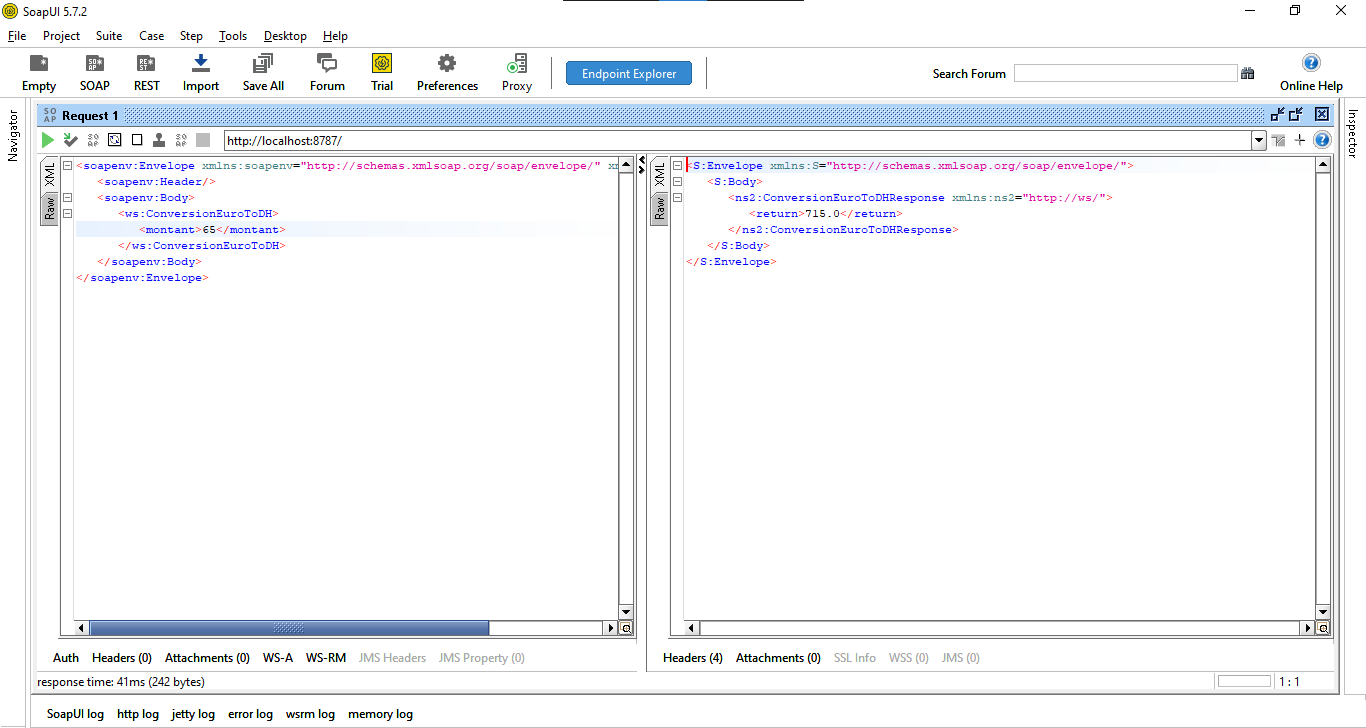 SoapUI 5.7.2
File Project Suite Case Step Tools Desktop Help
Empty SOAP REST Import Save All Forum Trial Preferences Proxy Endpoint Explorer Search Forum Online Help
Navigator
Inspector
SO AP Request 1
http://localhost:8787/
XML
Raw
<soapenv:Envelope xmlns:soapenv="http://schemas.xmlsoap.org/soap/envelope/" xm
<soapenv:Header/>
<soapenv:Body>
<ws:ConversionEuroToDH>
<montant>65</montant>
</ws:ConversionEuroToDH>
</soapenv:Body>
</soapenv:Envelope>
XML
Raw
<S:Envelope xmlns:S="http://schemas.xmlsoap.org/soap/envelope/">
<S:Body>
<ns2:ConversionEuroToDHResponse xmlns:ns2="http://ws/">
<return>715.0</return>
</ns2:ConversionEuroToDHResponse>
</S:Body>
</S:Envelope>
Auth Headers (0) Attachments (0) WS-A WS-RM JMS Headers JMS Property (0)
Headers (4) Attachments (0) SSL Info WSS (0) JMS (0)
response time: 41ms (242 bytes)
1 : 1
SoapUI log http log jetty log error log wsrm log memory log